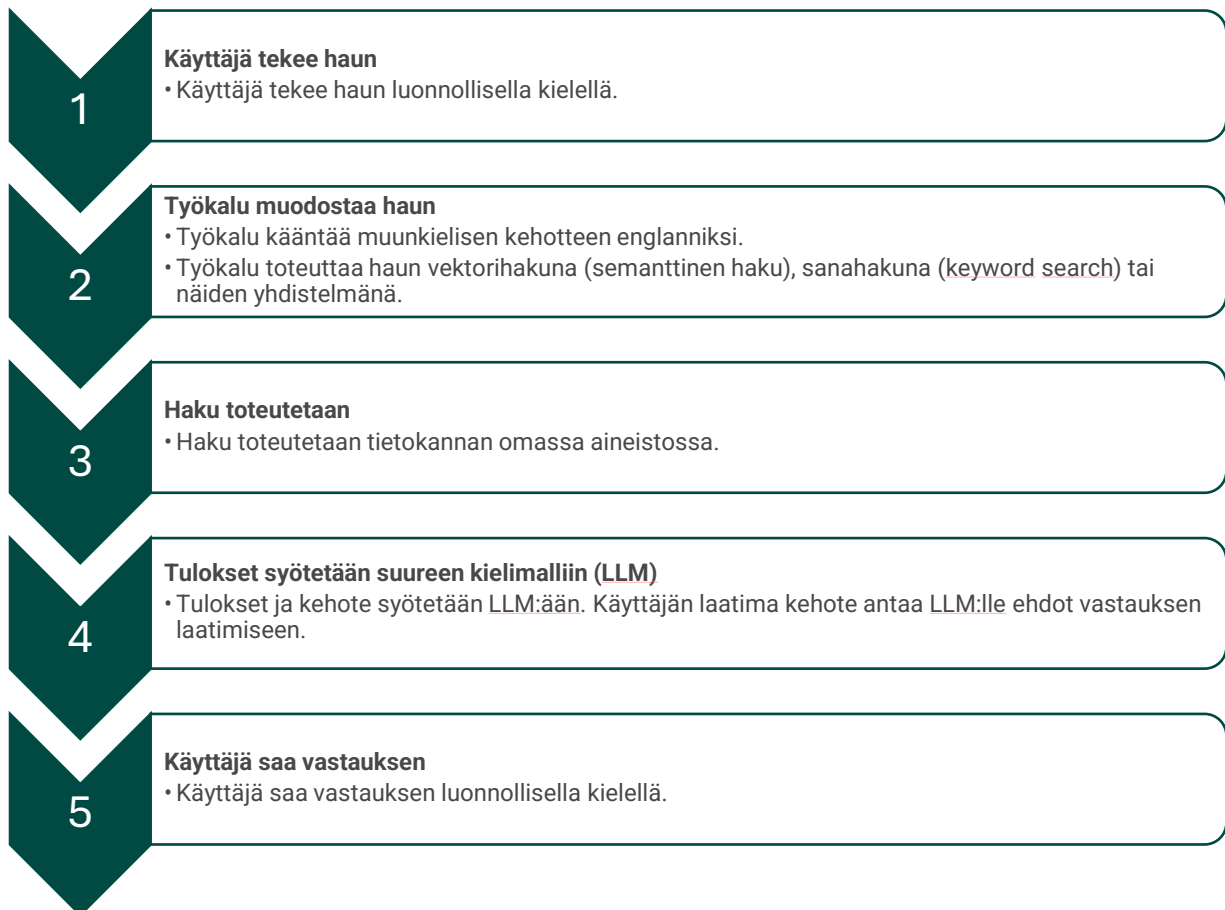 1
Käyttäjä tekee haun
• Käyttäjä tekee haun luonnollisella kielellä.
2
Työkalu muodostaa haun
• Työkalu kääntää muunkielisen kehotteen englanniksi.
• Työkalu toteuttaa haun vektorihakuna (semanttinen haku), sanahakuna (keyword search) tai
näiden yhdistelmänä.
3
Haku toteutetaan
• Haku toteutetaan tietokannan omassa aineistossa.
4
Tulokset syötetään suureen kielimalliin (LLM)
• Tulokset ja kehote syötetään LLM:ään. Käyttäjän laatima kehote antaa LLM:lle ehdot vastauksen
laatimiseen.
5
Käyttäjä saa vastauksen
• Käyttäjä saa vastauksen luonnollisella kielellä.